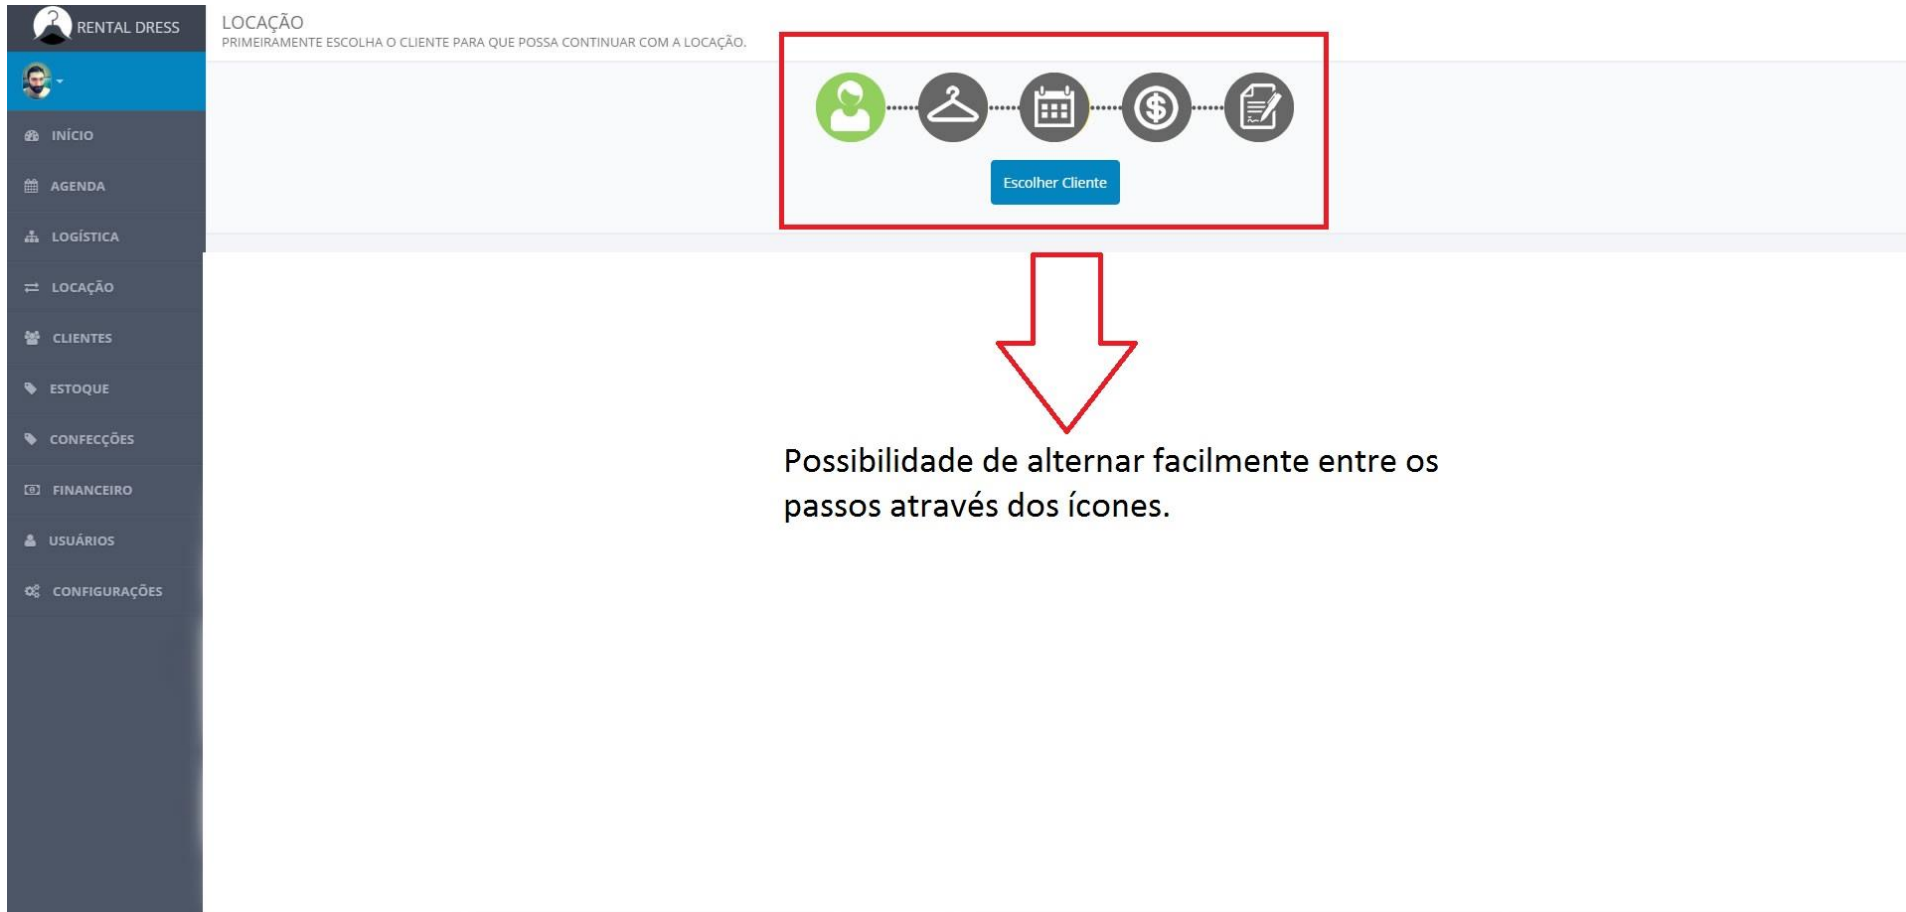 RENTAL DRESS
LOCAÇÃO
PRIMEIRAMENTE ESCOLHA O CLIENTE PARA QUE POSSA CONTINUAR COM A LOCAÇÃO.
Escolher Cliente
INÍCIO
AGENDA
LOGÍSTICA
LOCAÇÃO
CLIENTES
ESTOQUE
CONFECÇÕES
FINANCEIRO
USUÁRIOS
CONFIGURAÇÕES
Possibilidade de alternar facilmente entre os
passos através dos ícones.